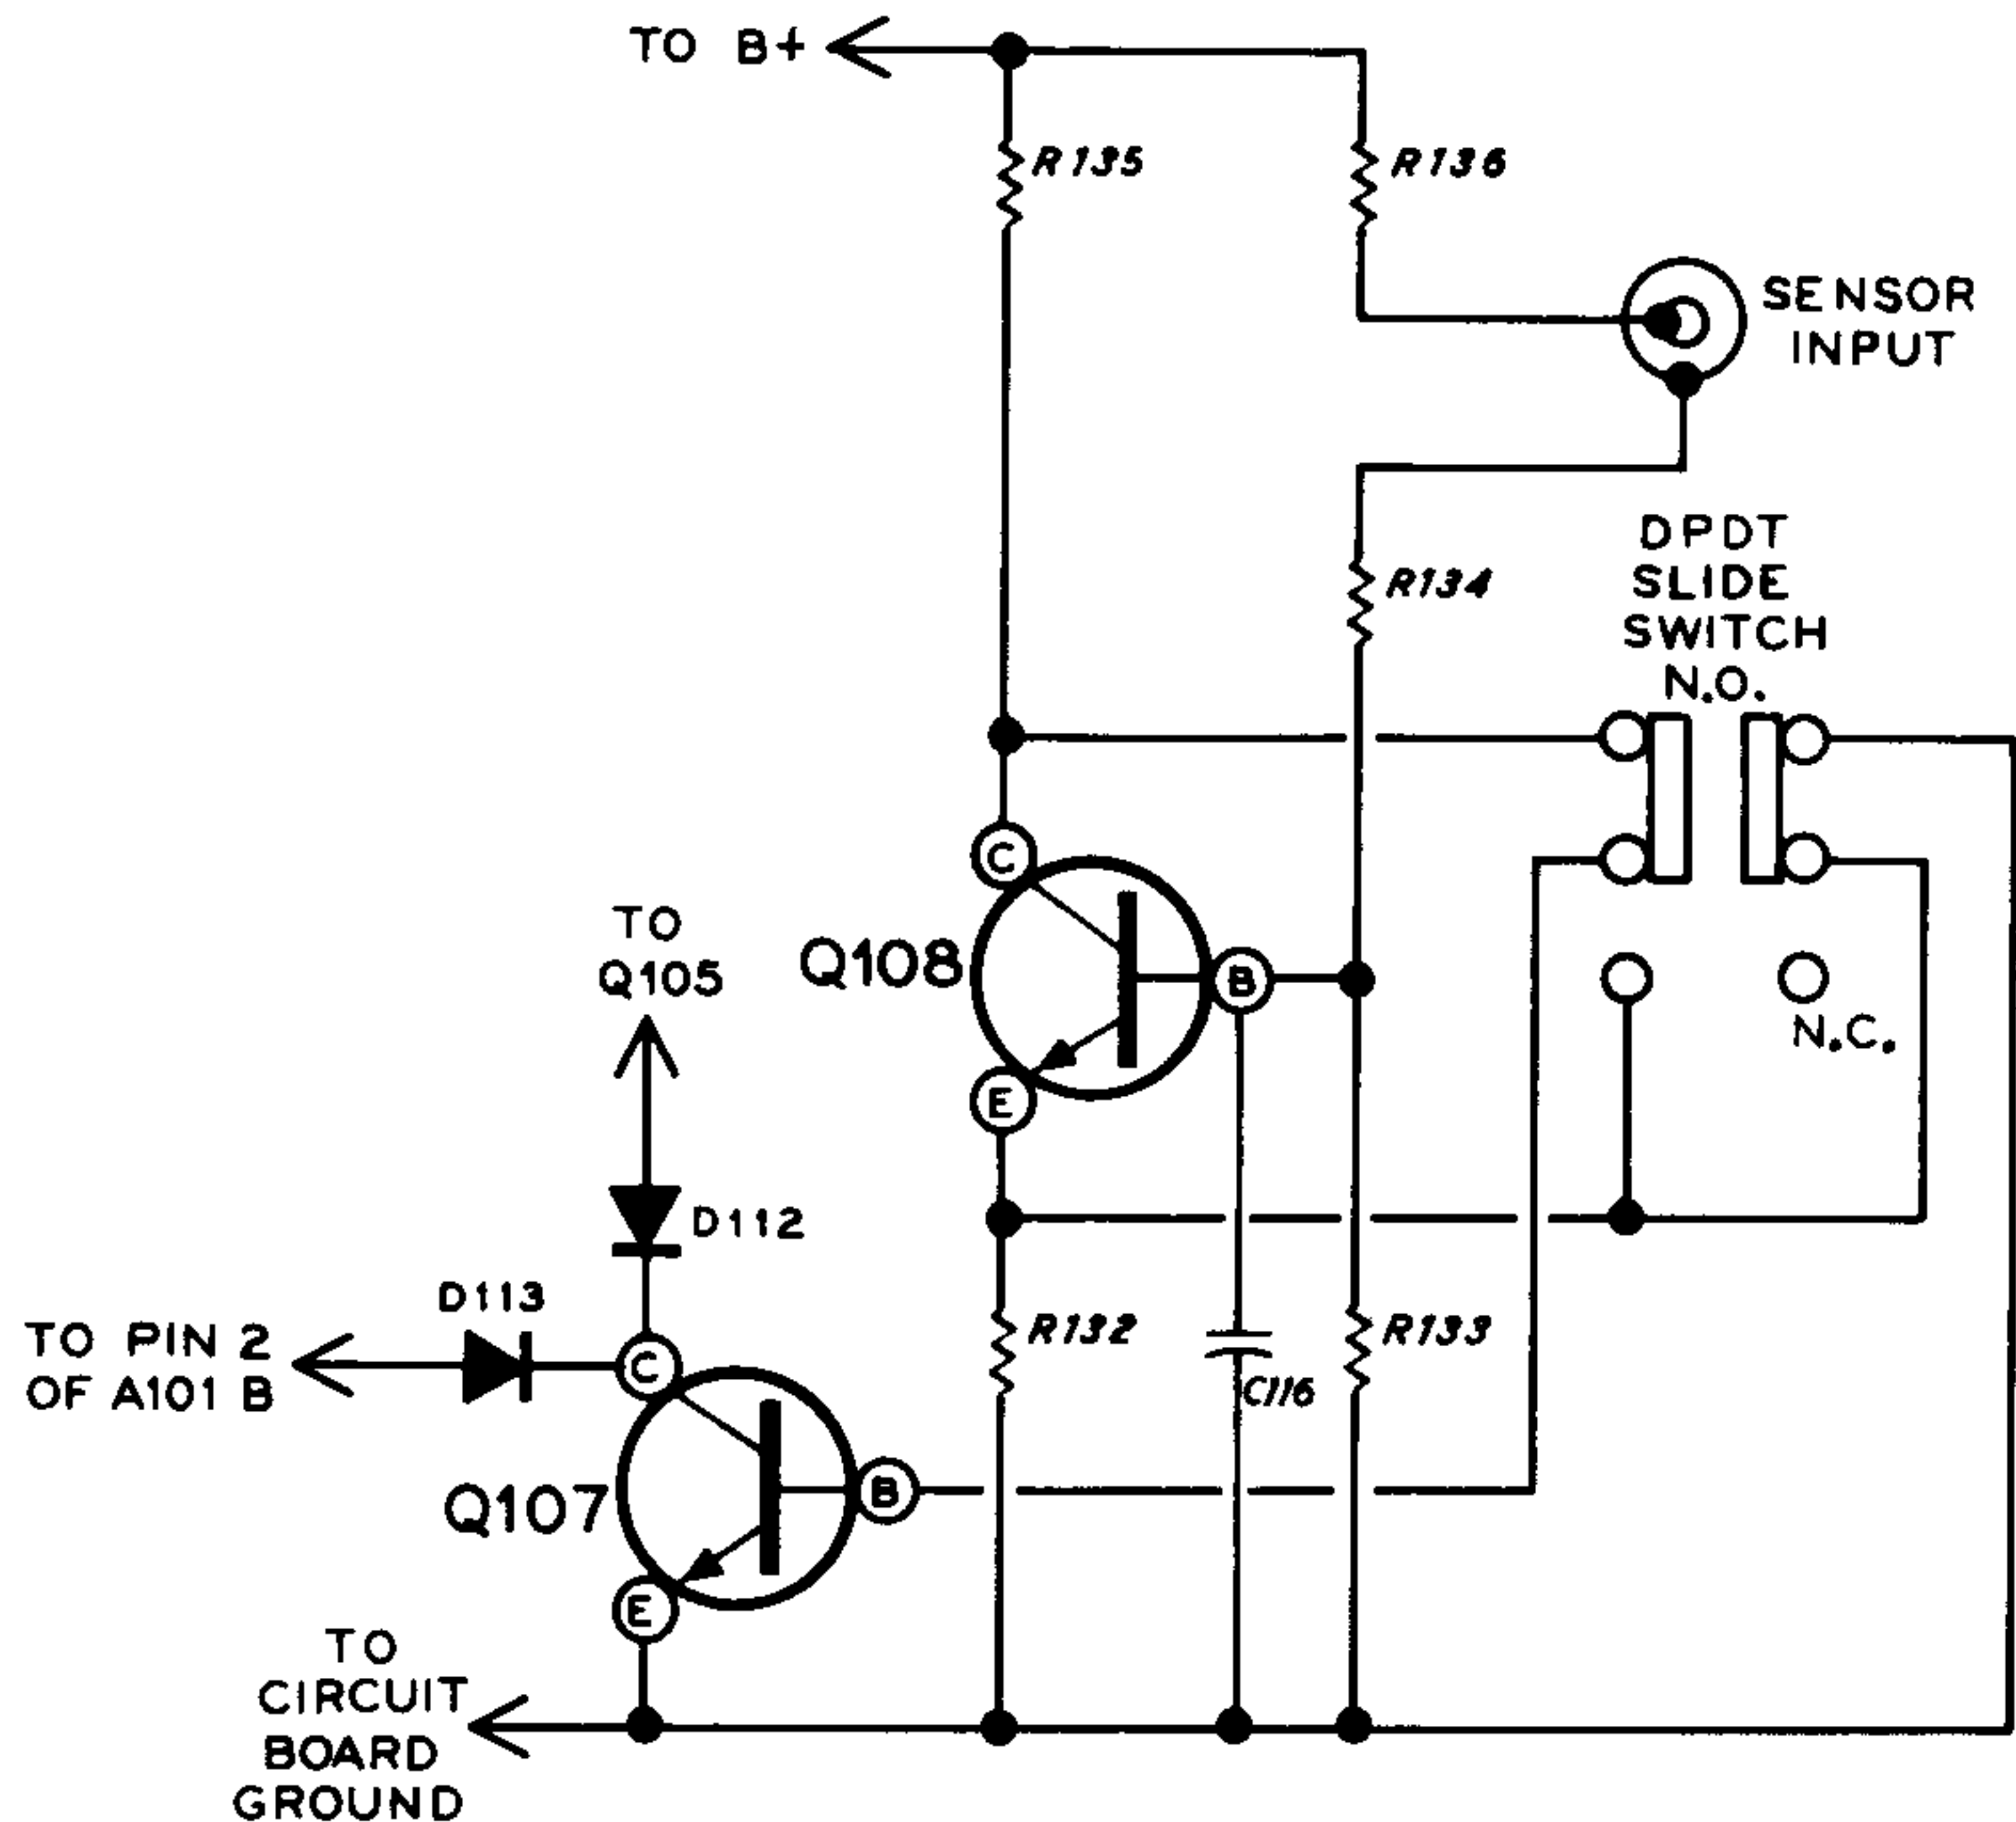 TO B+
R135
R136
SENSOR
INPUT
R134
DPDT
SLIDE
SWITCH
N.O.
C
TO
Q105
Q108
B
N.C.
E
D112
D113
R132
R133
TO PIN 2
OF A101 B
C
C116
Q107
B
E
TO
CIRCUIT
BOARD
GROUND